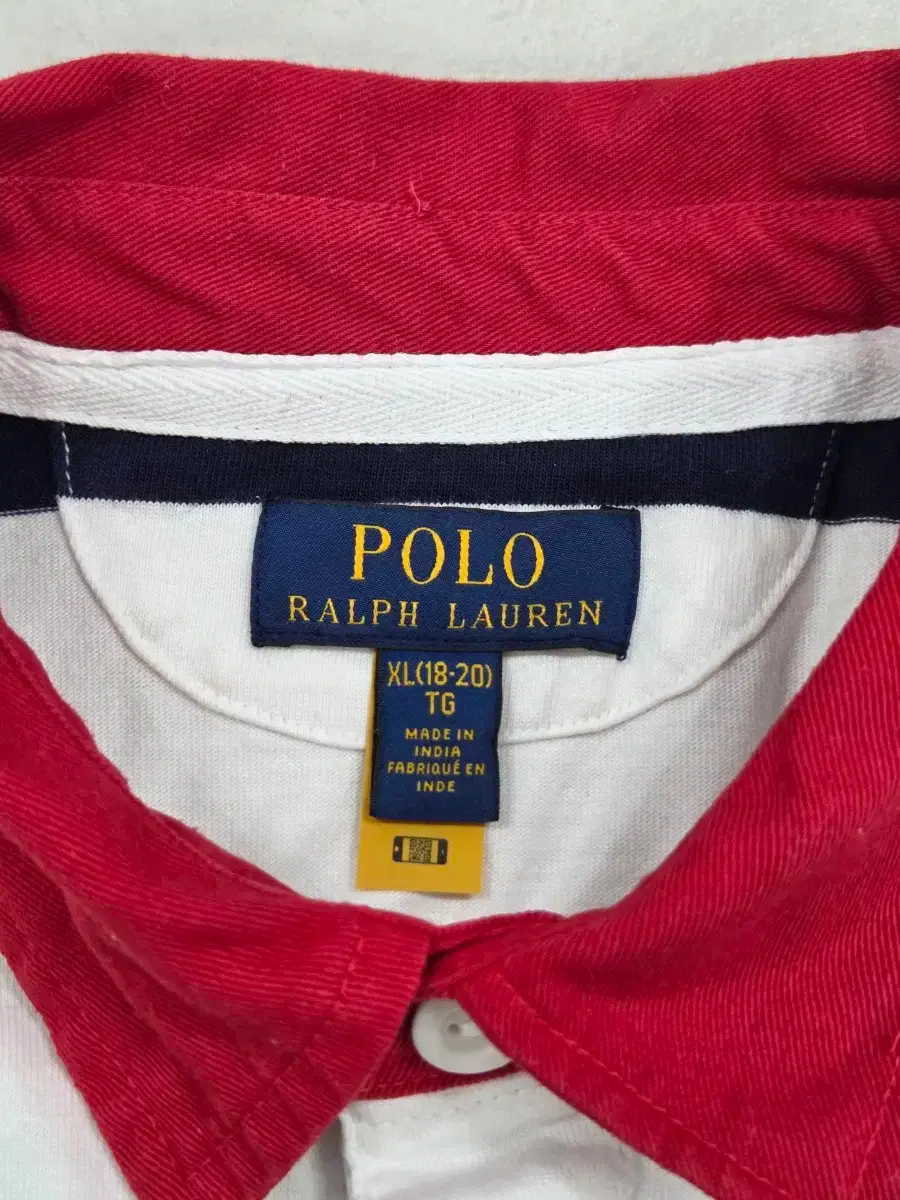 POLO
RALPH LAUREN
XL(18-20)
TG
MADE IN
INDIA
FABRIQUÉ EN
INDE